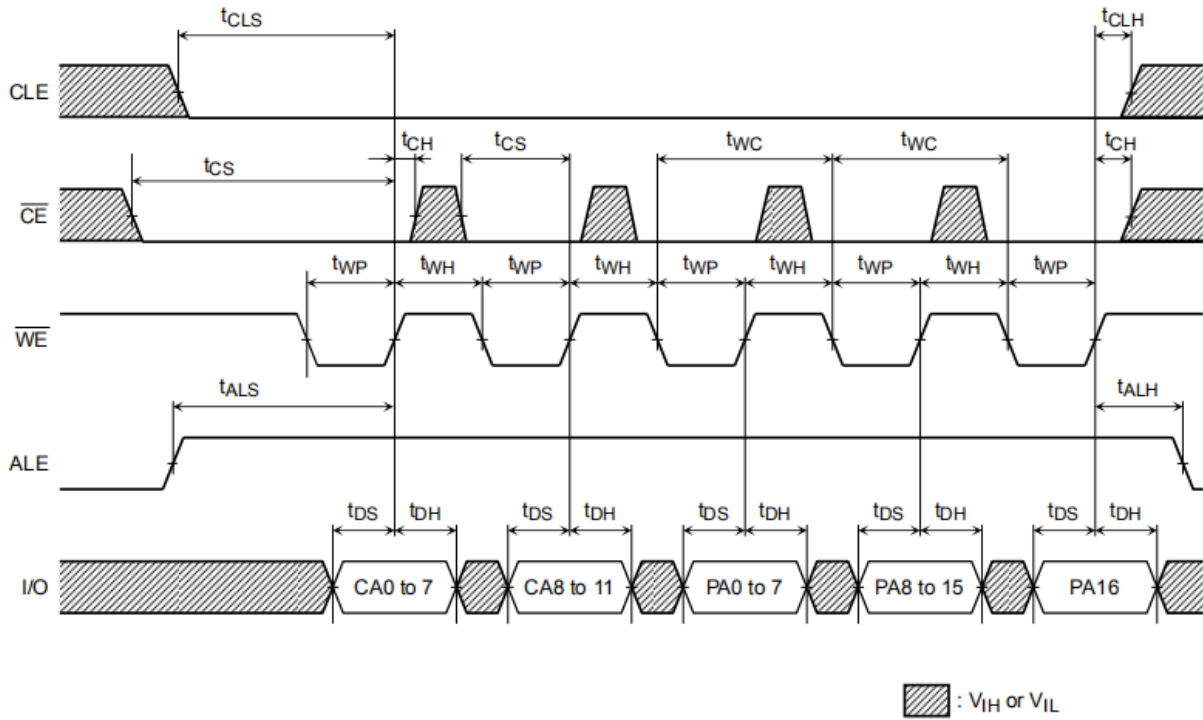 tCLS tCLH
CLE
tCH tCS tWC tWC tCH
tCS
CE
tWP tWH tWP tWH tWP tWH tWP tWH tWP
WE
tALS tALH
ALE
tDS tDH tDS tDH tDS tDH tDS tDH tDS tDH
I/O CA0 to 7 CA8 to 11 PA0 to 7 PA8 to 15 PA16
: VIH or VIL